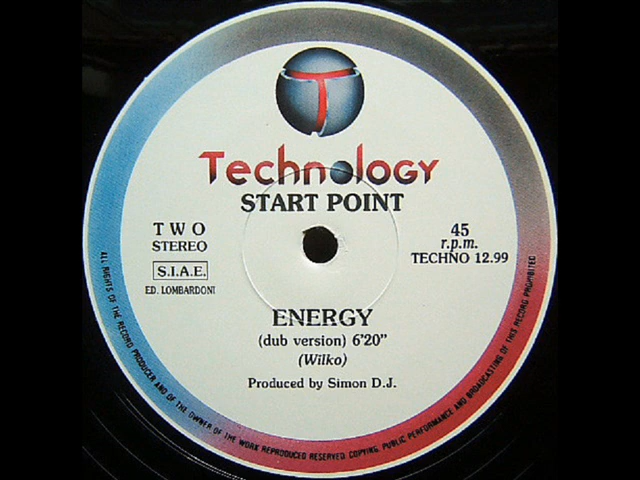 T
Technology
START POINT
TWO
STEREO
S.I.A.E.
ED. LOMBARDONI
45
r.p.m.
TECHNO 12.99
ENERGY
(dub version) 6'20"
(Wilko)
Produced by Simon D.J.
ALL RIGHTS OF THE RECORD PRODUCER AND OF THE OWNER OF THE WORK REPRODUCED RESERVED. COPYING, PUBLIC PERFORMANCE AND BROADCASTING OF THIS RECORD PROHIBITED